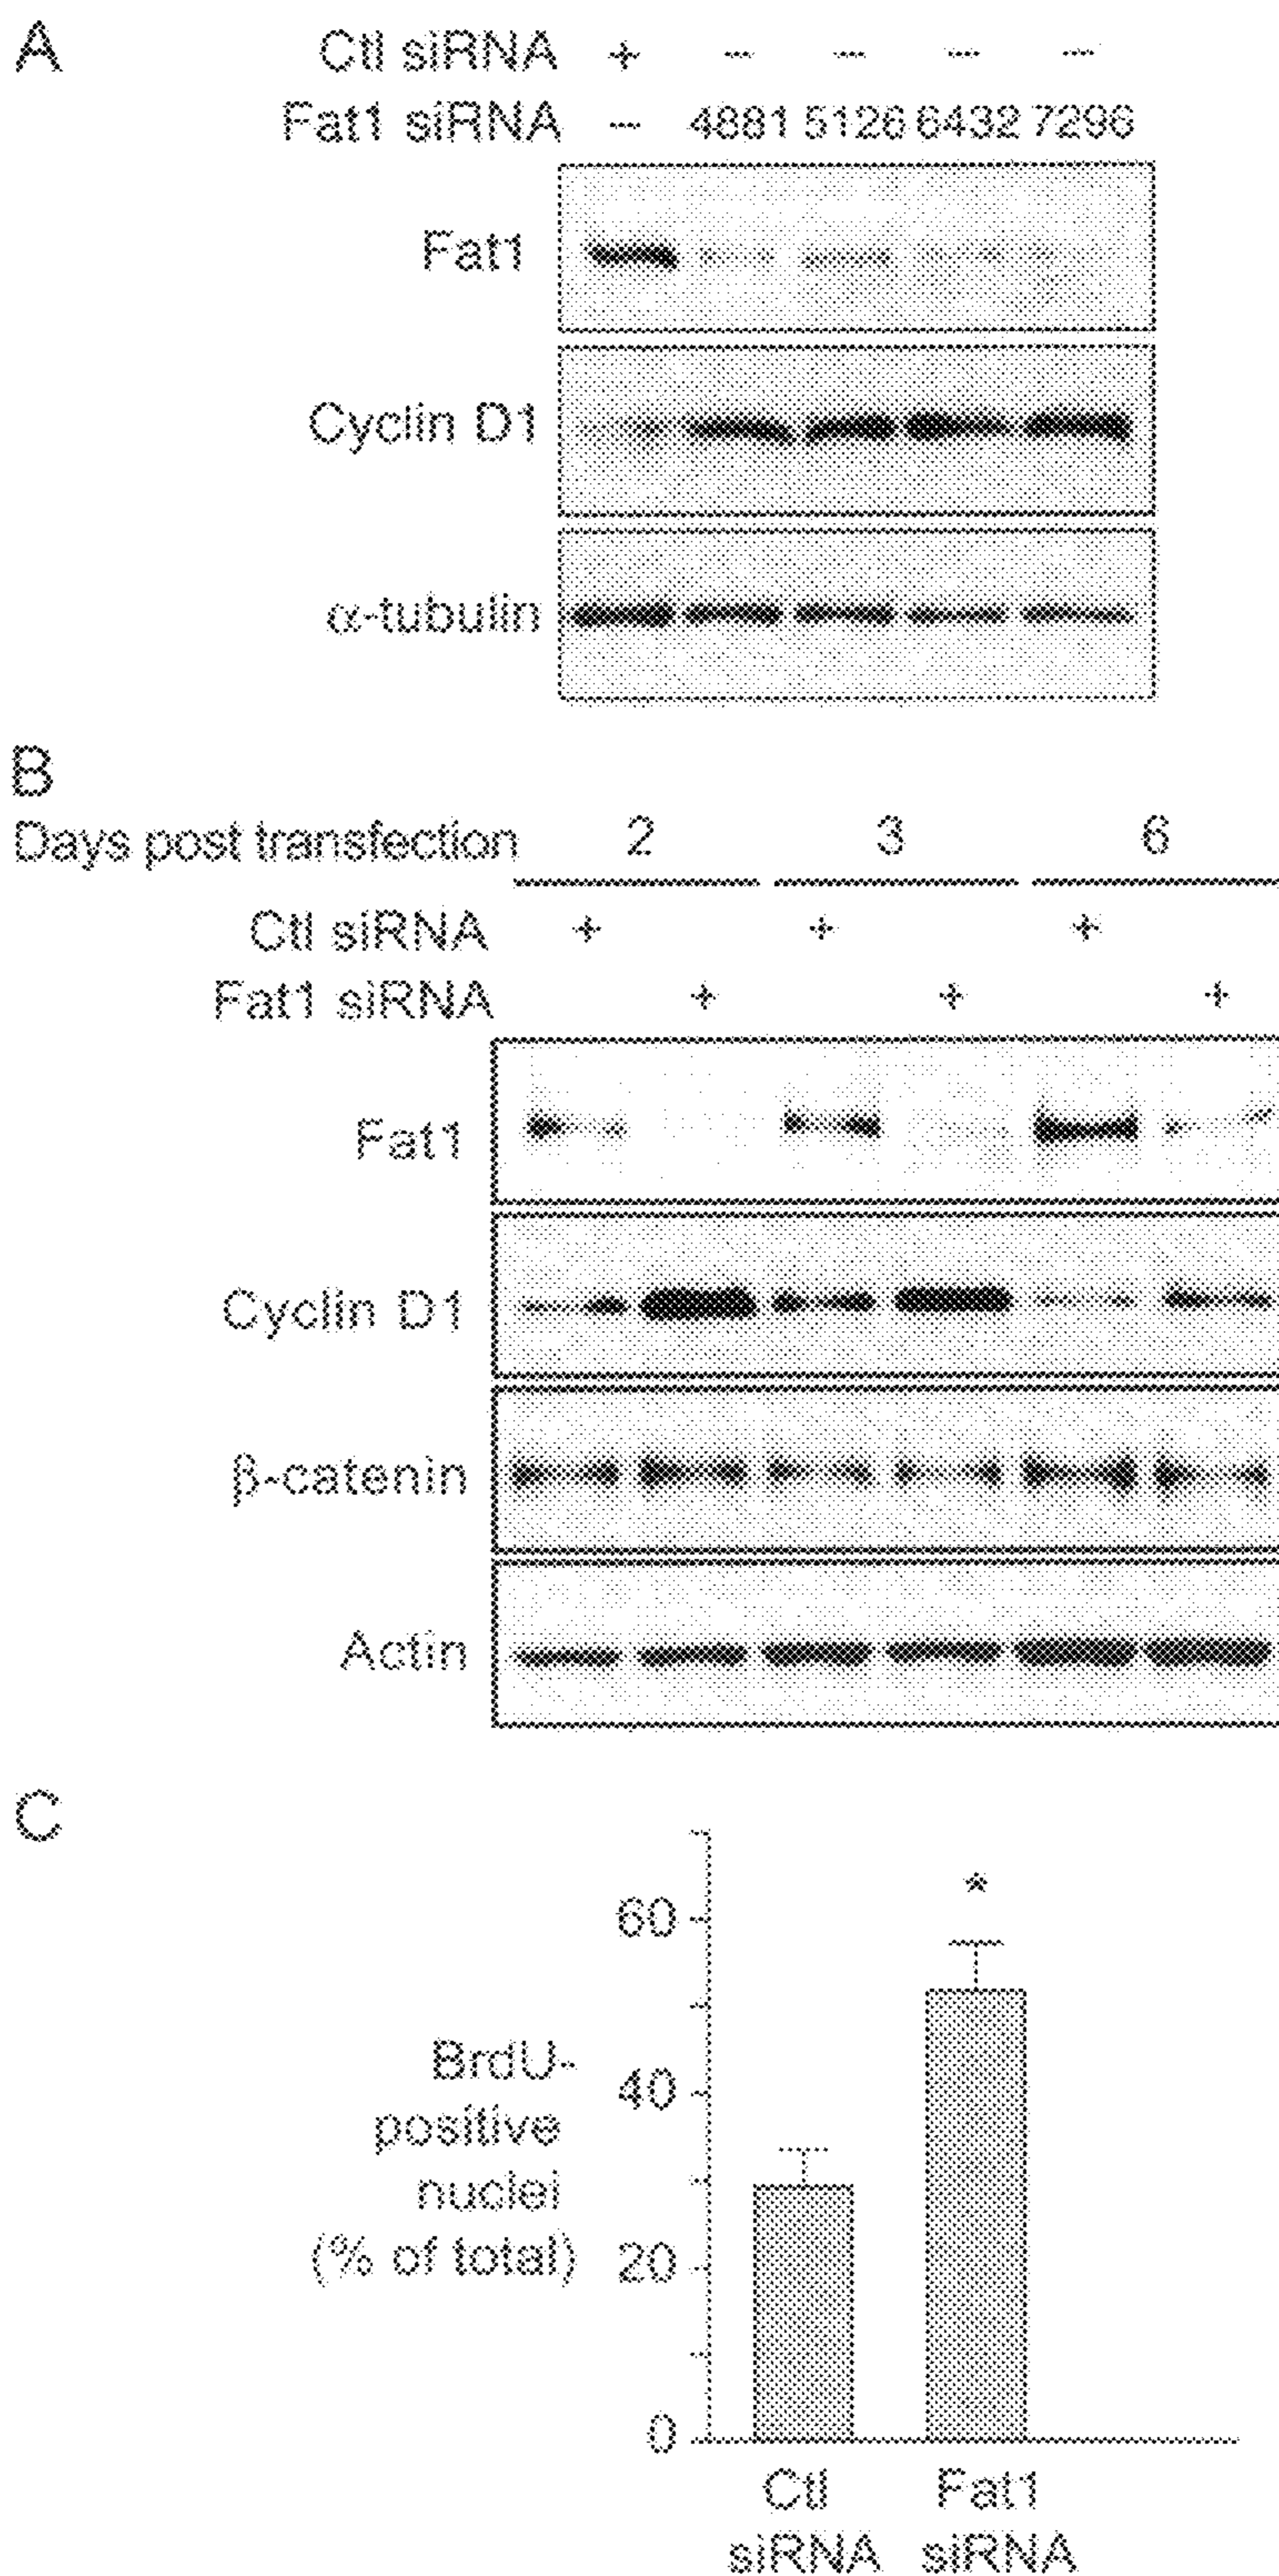 A
Ctl siRNA + – – – –
Fat1 siRNA – 4881 5126 6432 7296
Fat1
Cyclin D1
α-tubulin
B
Days post transfection 2 3 6
Ctl siRNA + + +
Fat1 siRNA + + +
Fat1
Cyclin D1
β-catenin
Actin
C
*
60
40
20
0
BrdU-
positive
nuclei
(% of total)
Ctl Fat1
siRNA siRNA